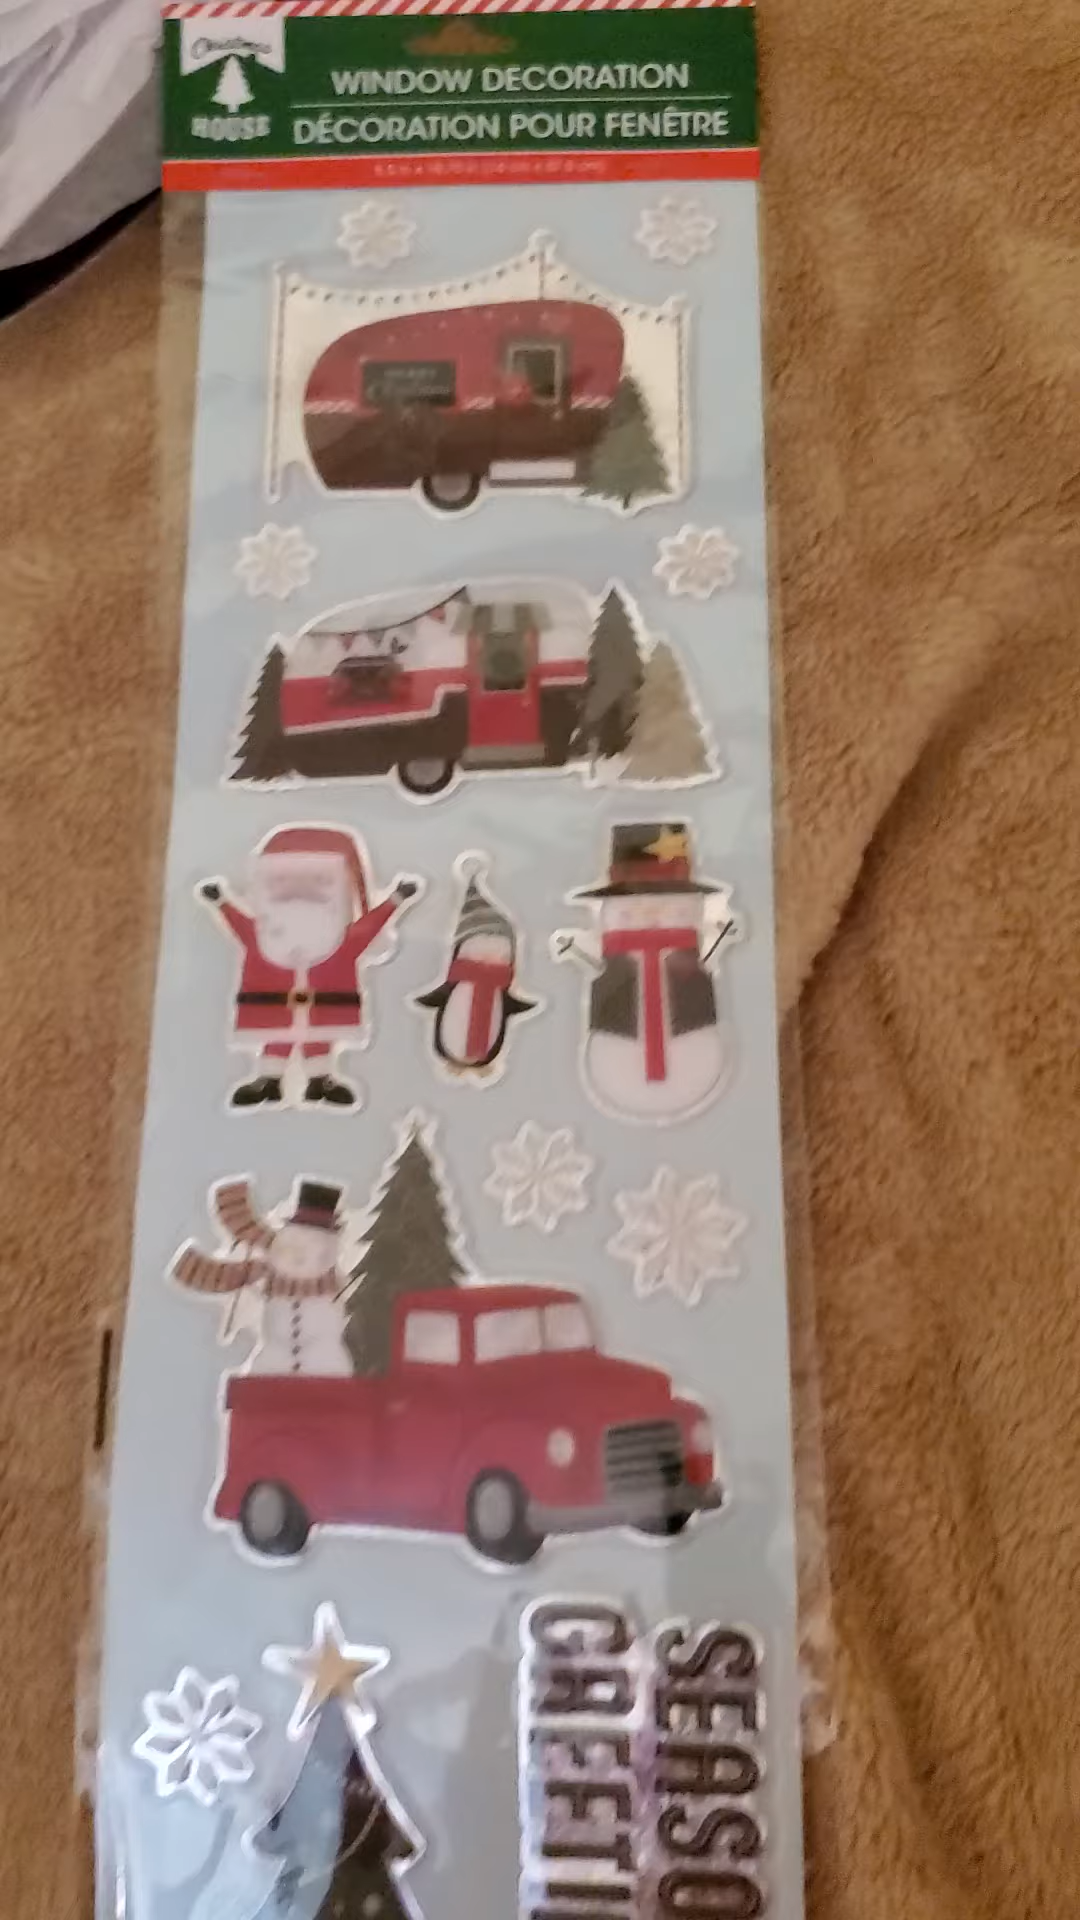 Christmas
HOUSE
WINDOW DECORATION
DÉCORATION POUR FENÊTRE
SEASO
GREETI